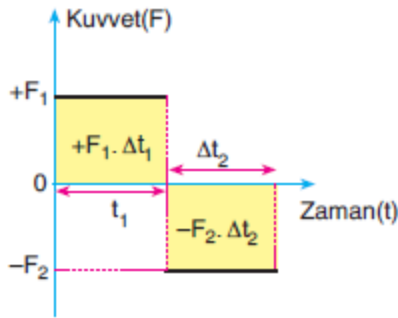 Kuvvet(F)
+F₁
+F₁. Δt₁
Δt₂
0
t₁
Zaman(t)
–F₂. Δt₂
–F₂